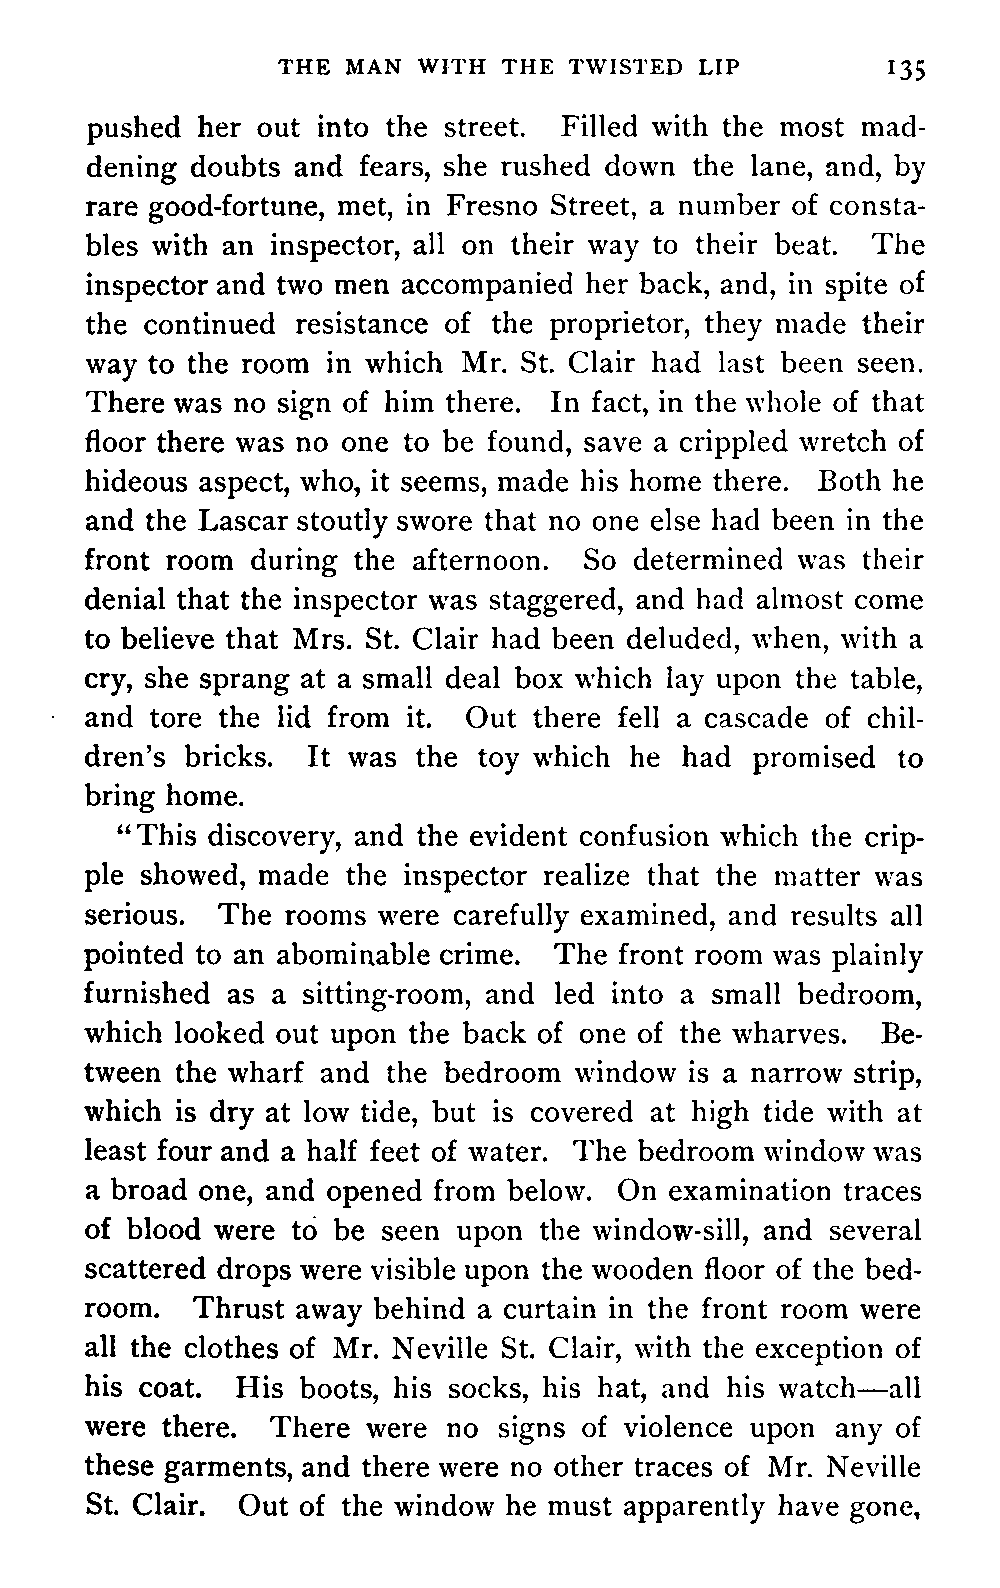 THE MAN WITH THE TWISTED LIP 135
pushed her out into the street. Filled with the most mad-
dening doubts and fears, she rushed down the lane, and, by
rare good-fortune, met, in Fresno Street, a number of consta-
bles with an inspector, all on their way to their beat. The
inspector and two men accompanied her back, and, in spite of
the continued resistance of the proprietor, they made their
way to the room in which Mr. St. Clair had last been seen.
There was no sign of him there. In fact, in the whole of that
floor there was no one to be found, save a crippled wretch of
hideous aspect, who, it seems, made his home there. Both he
and the Lascar stoutly swore that no one else had been in the
front room during the afternoon. So determined was their
denial that the inspector was staggered, and had almost come
to believe that Mrs. St. Clair had been deluded, when, with a
cry, she sprang at a small deal box which lay upon the table,
and tore the lid from it. Out there fell a cascade of chil-
dren's bricks. It was the toy which he had promised to
bring home.
"This discovery, and the evident confusion which the crip-
ple showed, made the inspector realize that the matter was
serious. The rooms were carefully examined, and results all
pointed to an abominable crime. The front room was plainly
furnished as a sitting-room, and led into a small bedroom,
which looked out upon the back of one of the wharves. Be-
tween the wharf and the bedroom window is a narrow strip,
which is dry at low tide, but is covered at high tide with at
least four and a half feet of water. The bedroom window was
a broad one, and opened from below. On examination traces
of blood were to be seen upon the window-sill, and several
scattered drops were visible upon the wooden floor of the bed-
room. Thrust away behind a curtain in the front room were
all the clothes of Mr. Neville St. Clair, with the exception of
his coat. His boots, his socks, his hat, and his watch—all
were there. There were no signs of violence upon any of
these garments, and there were no other traces of Mr. Neville
St. Clair. Out of the window he must apparently have gone,